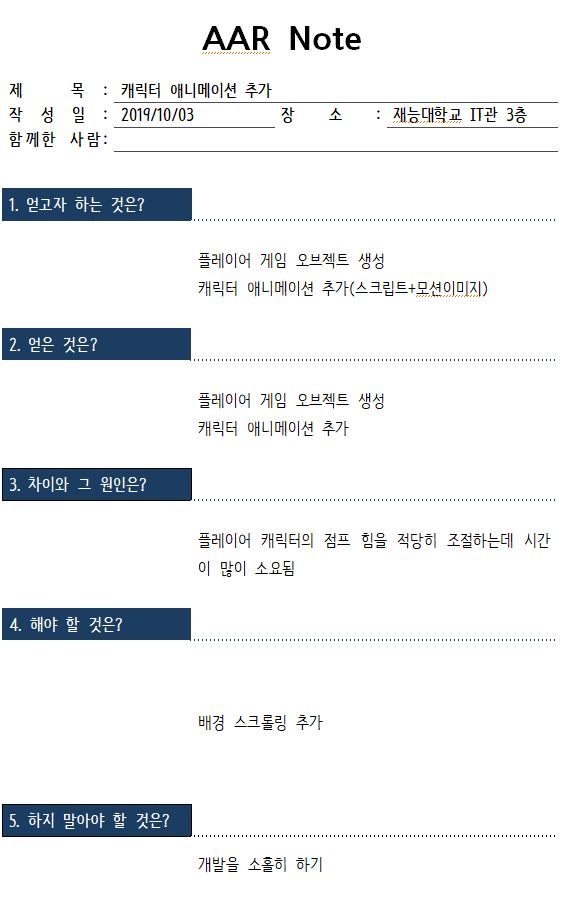 AAR Note
제 목 : 캐릭터 애니메이션 추가
작 성 일 : 2019/10/03 장 소 : 재능대학교 IT관 3층
함께한 사람:
1. 얻고자 하는 것은?
플레이어 게임 오브젝트 생성
캐릭터 애니메이션 추가(스크립트+모션이미지)
2. 얻은 것은?
플레이어 게임 오브젝트 생성
캐릭터 애니메이션 추가
3. 차이와 그 원인은?
플레이어 캐릭터의 점프 힘을 적당히 조절하는데 시간
이 많이 소요됨
4. 해야 할 것은?
배경 스크롤링 추가
5. 하지 말아야 할 것은?
개발을 소홀히 하기